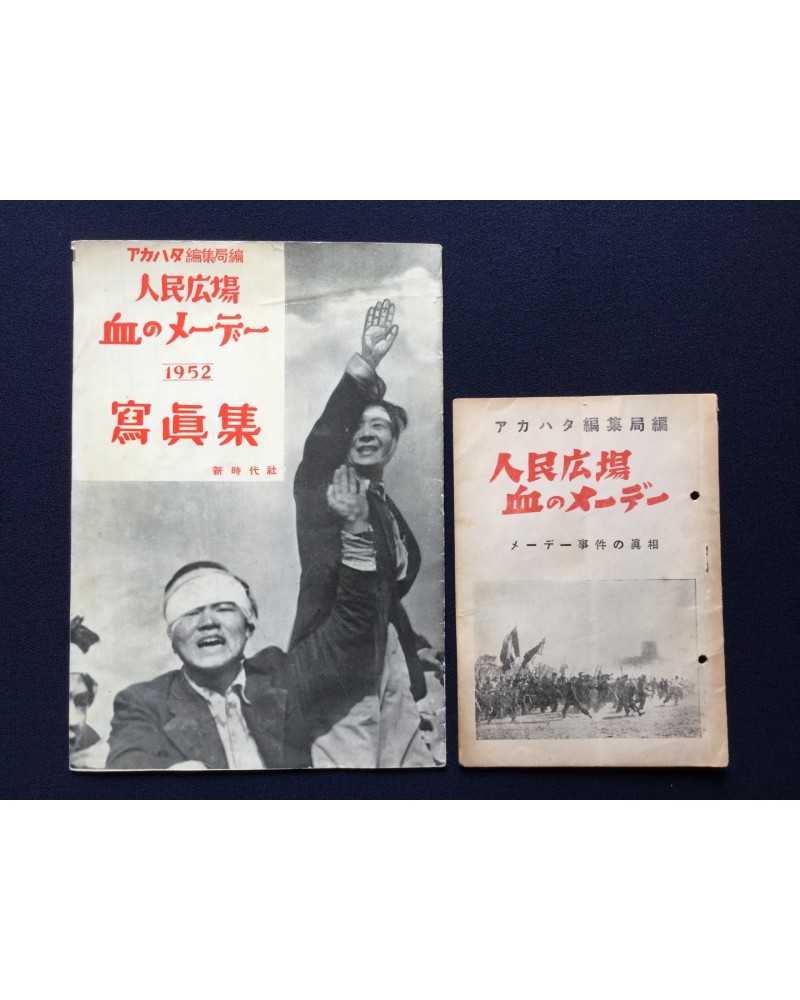 アカハタ編集局編
人民広場
血のメーデー
1952
寫眞集
新時代社
アカハタ編集局編
人民広場
血のメーデー
メーデー事件の眞相